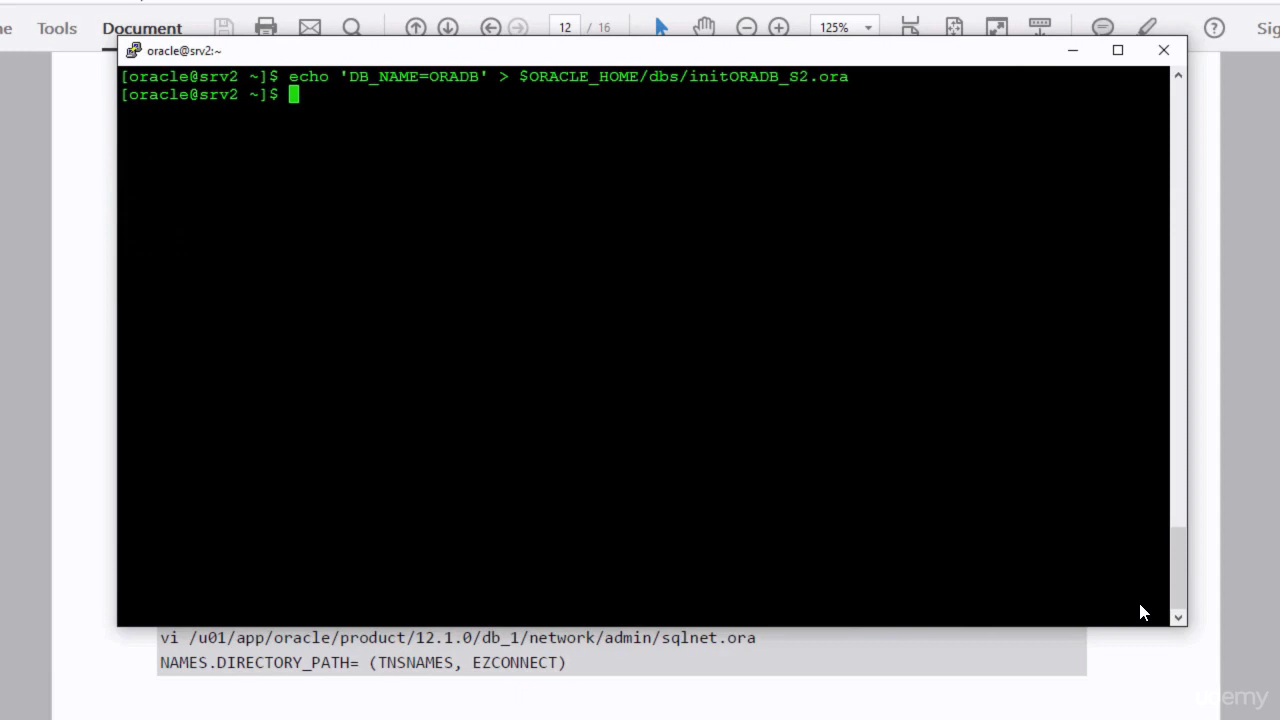 Tools Document 12 / 16 125%
oracle@srv2:~
[oracle@srv2 ~]$ echo 'DB_NAME=ORADB' > $ORACLE_HOME/dbs/initORADB_S2.ora
[oracle@srv2 ~]$
vi /u01/app/oracle/product/12.1.0/db_1/network/admin/sqlnet.ora
NAMES.DIRECTORY_PATH= (TNSNAMES, EZCONNECT)
udemy